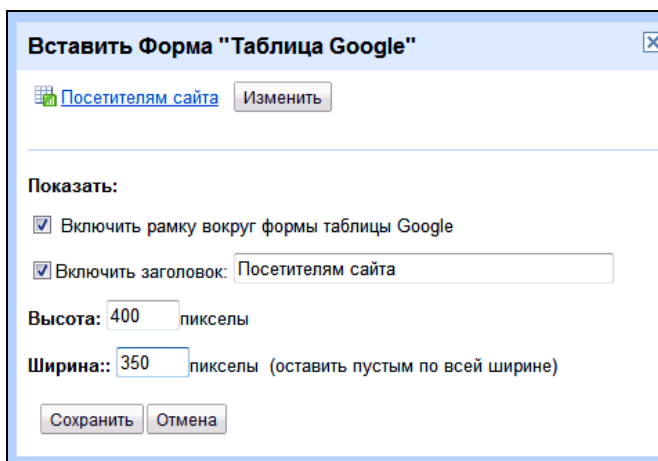 Вставить Форма "Таблица Google"
Посетителям сайта Изменить
Показать:
Включить рамку вокруг формы таблицы Google
Включить заголовок: Посетителям сайта
Высота: 400 пикселы
Ширина:: 350 пикселы (оставить пустым по всей ширине)
Сохранить Отмена